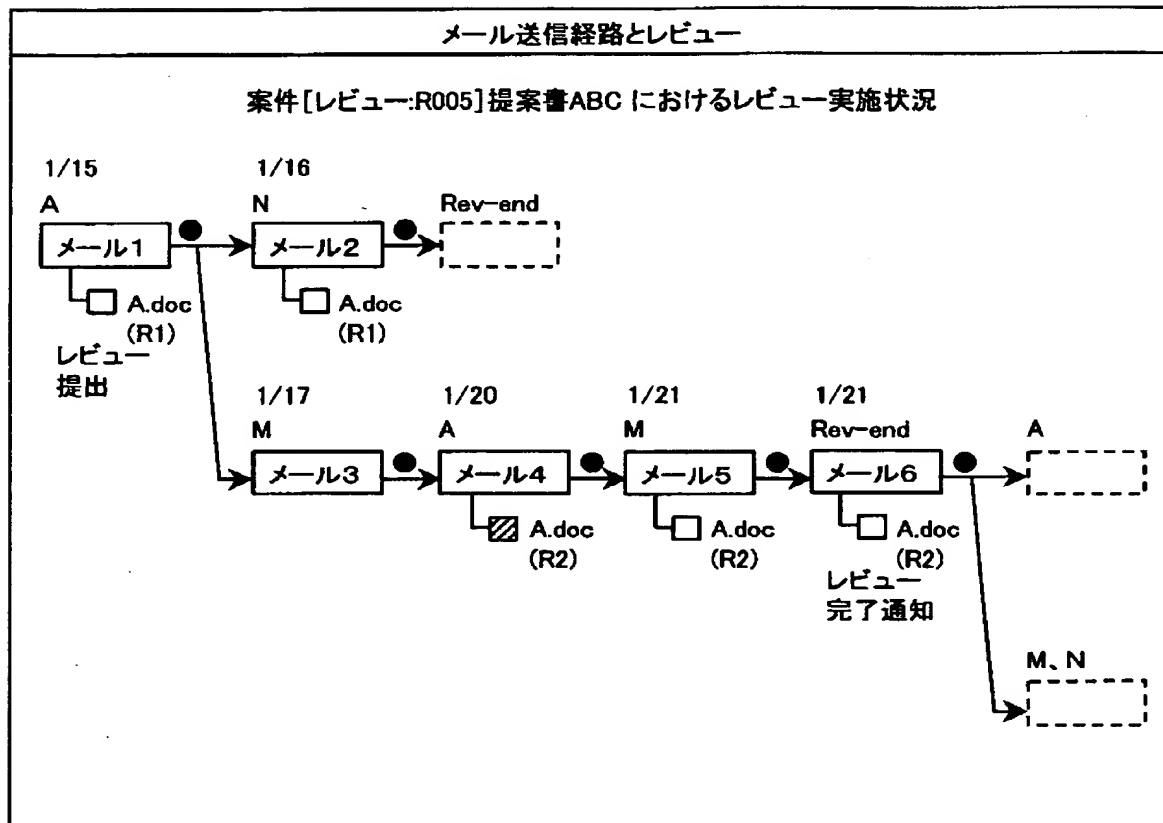 メール送信経路とレビュー
案件[レビュー:R005]提案書ABC におけるレビュー実施状況
1/15
1/16
A
N
Rev-end
メール1
メール2
A.doc
(R1)
A.doc
(R1)
レビュー
提出
1/17
1/20
1/21
1/21
M
A
M
Rev-end
A
メール3
メール4
メール5
メール6
A.doc
(R2)
A.doc
(R2)
A.doc
(R2)
レビュー
完了通知
M、N